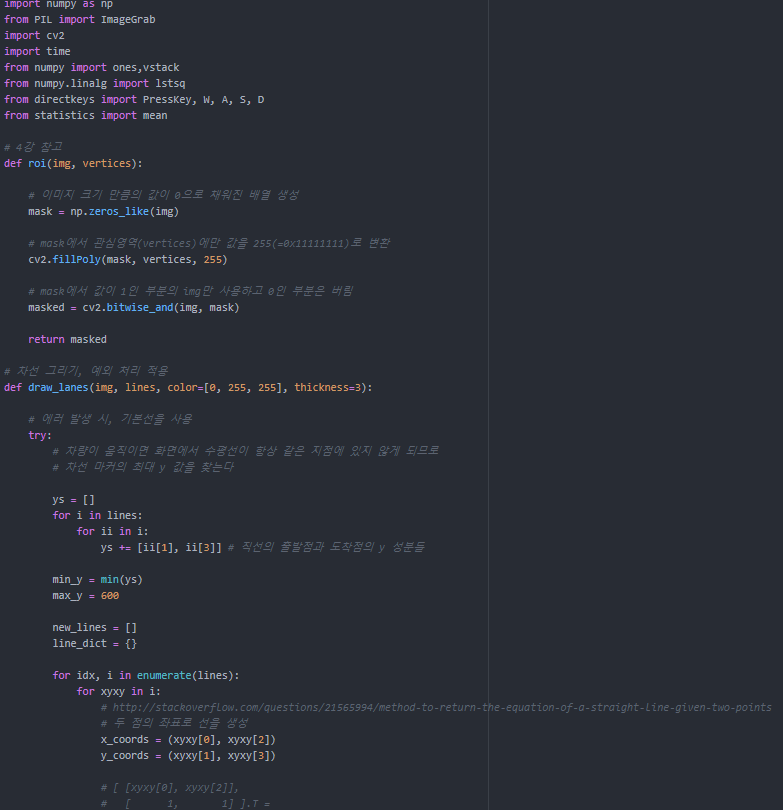 import numpy as np
from PIL import ImageGrab
import cv2
import time
from numpy import ones,vstack
from numpy.linalg import lstsq
from directkeys import PressKey, W, A, S, D
from statistics import mean
# 4강 참고
def roi(img, vertices):
# 이미지 크기 만큼의 값이 0으로 채워진 배열 생성
mask = np.zeros_like(img)
# mask에서 관심영역(vertices)에만 값을 255(=0x11111111)로 변환
cv2.fillPoly(mask, vertices, 255)
# mask에서 값이 1인 부분의 img만 사용하고 0인 부분은 버림
masked = cv2.bitwise_and(img, mask)
return masked
# 차선 그리기, 예외 처리 적용
def draw_lanes(img, lines, color=[0, 255, 255], thickness=3):
# 에러 발생 시, 기본선을 사용
try:
# 차량이 움직이면 화면에서 수평선이 항상 같은 지점에 있지 않게 되므로
# 차선 마커의 최대 y 값을 찾는다
ys = []
for i in lines:
for ii in i:
ys += [ii[1], ii[3]] # 직선의 출발점과 도착점의 y 성분들
min_y = min(ys)
max_y = 600
new_lines = []
line_dict = {}
for idx, i in enumerate(lines):
for xyxy in i:
# http://stackoverflow.com/questions/21565994/method-to-return-the-equation-of-a-straight-line-given-two-points
# 두 점의 좌표로 선을 생성
x_coords = (xyxy[0], xyxy[2])
y_coords = (xyxy[1], xyxy[3])
# [ [xyxy[0], xyxy[2]],
#   [      1,       1] ].T =